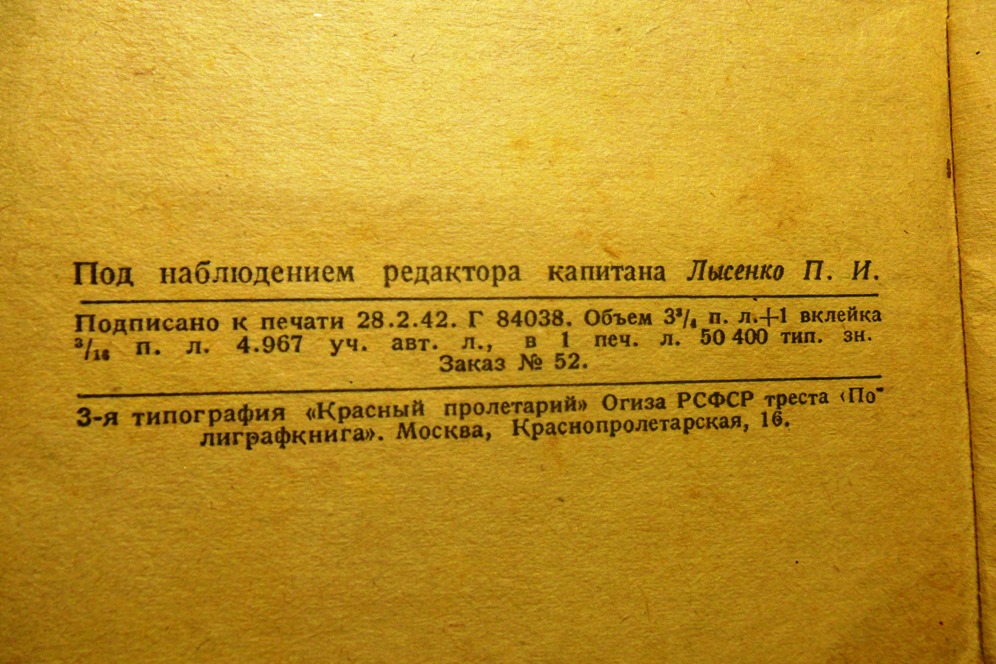 Под наблюдением редактора капитана Лысенко П. И.
Подписано к печати 28.2.42. Г 84038. Объем 3³/₄ п. л.+1 вклейка
³/₁₆ п. л. 4.967 уч. авт. л., в 1 печ. л. 50 400 тип. зн.
Заказ № 52.
3-я типография «Красный пролетарий» Огиза РСФСР треста ‹По-
лиграфкнига». Москва, Краснопролетарская, 16.